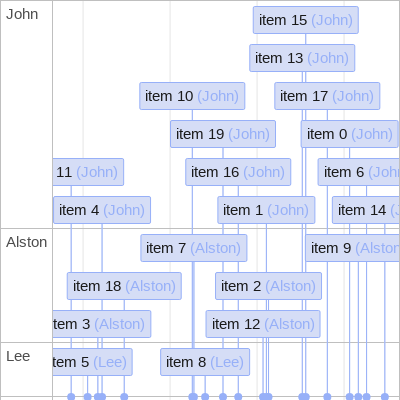 John
item 15 (John)
item 13 (John)
item 10 (John)
item 17 (John)
item 19 (John)
item 0 (John)
11 (John)
item 16 (John)
item 6 (John
item 4 (John)
item 1 (John)
item 14 (J
Alston
item 7 (Alston)
item 9 (Alston
item 18 (Alston)
item 2 (Alston)
tem 3 (Alston)
item 12 (Alston)
Lee
tem 5 (Lee)
item 8 (Lee)